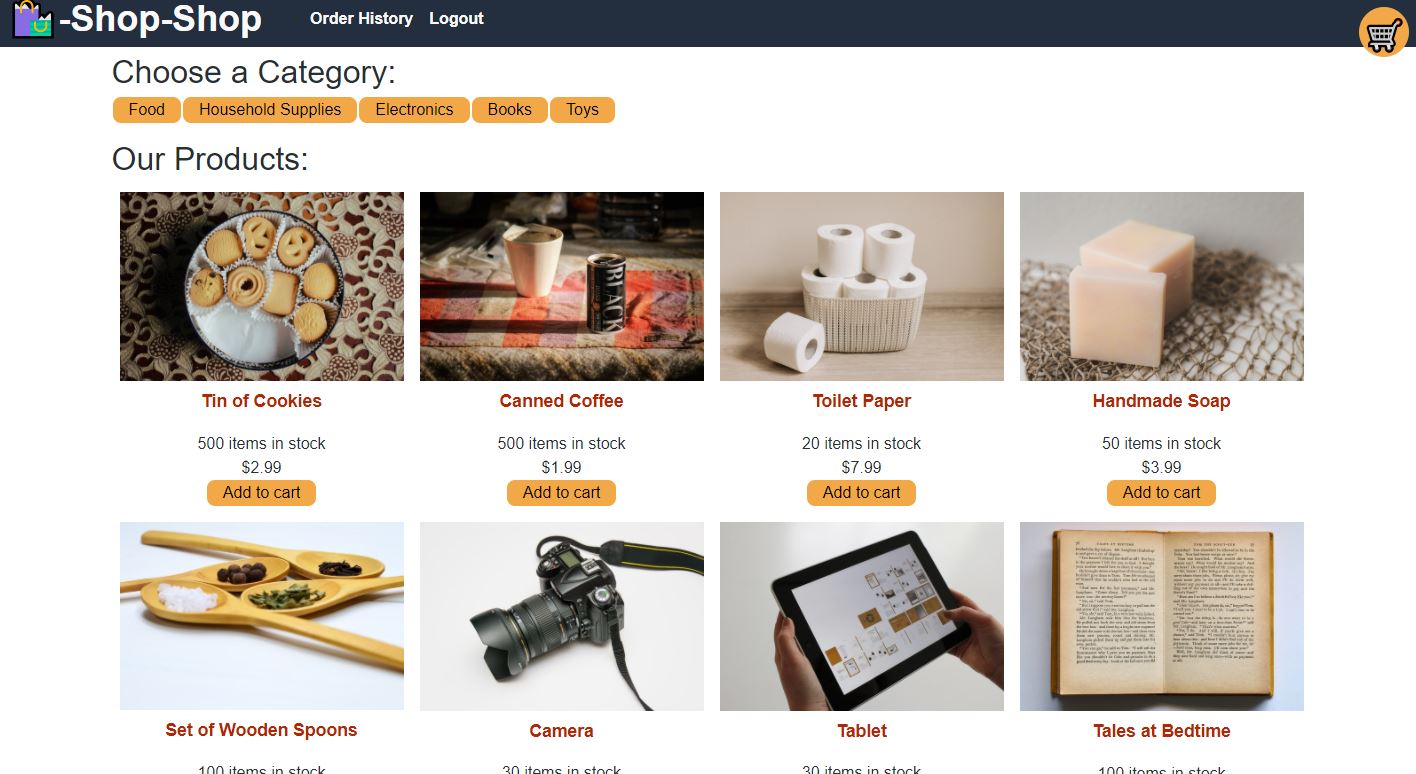 -Shop-Shop
Order History
Logout
Choose a Category:
Food
Household Supplies
Electronics
Books
Toys
Our Products:
BLACK
Tin of Cookies
500 items in stock
$2.99
Add to cart
Canned Coffee
500 items in stock
$1.99
Add to cart
Toilet Paper
20 items in stock
$7.99
Add to cart
Handmade Soap
50 items in stock
$3.99
Add to cart
Set of Wooden Spoons
100 items in stock
Camera
30 items in stock
Tablet
30 items in stock
Tales at Bedtime
100 items in stock